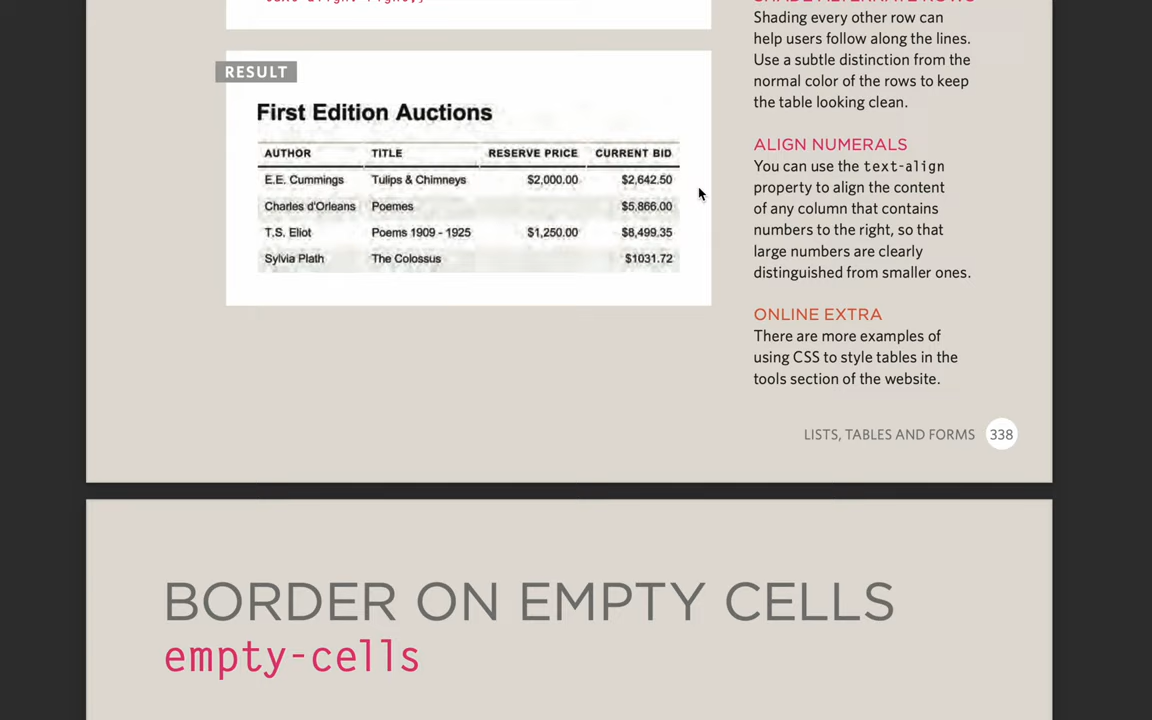 RESULT
First Edition Auctions
AUTHOR TITLE RESERVE PRICE CURRENT BID
E.E. Cummings Tulips & Chimneys $2,000.00 $2,642.50
Charles d'Orleans Poemes $5,866.00
T.S. Eliot Poems 1909 - 1925 $1,250.00 $8,499.35
Sylvia Plath The Colossus $1031.72
Shading every other row can
help users follow along the lines.
Use a subtle distinction from the
normal color of the rows to keep
the table looking clean.
ALIGN NUMERALS
You can use the text-align
property to align the content
of any column that contains
numbers to the right, so that
large numbers are clearly
distinguished from smaller ones.
ONLINE EXTRA
There are more examples of
using CSS to style tables in the
tools section of the website.
LISTS, TABLES AND FORMS 338
BORDER ON EMPTY CELLS
empty-cells